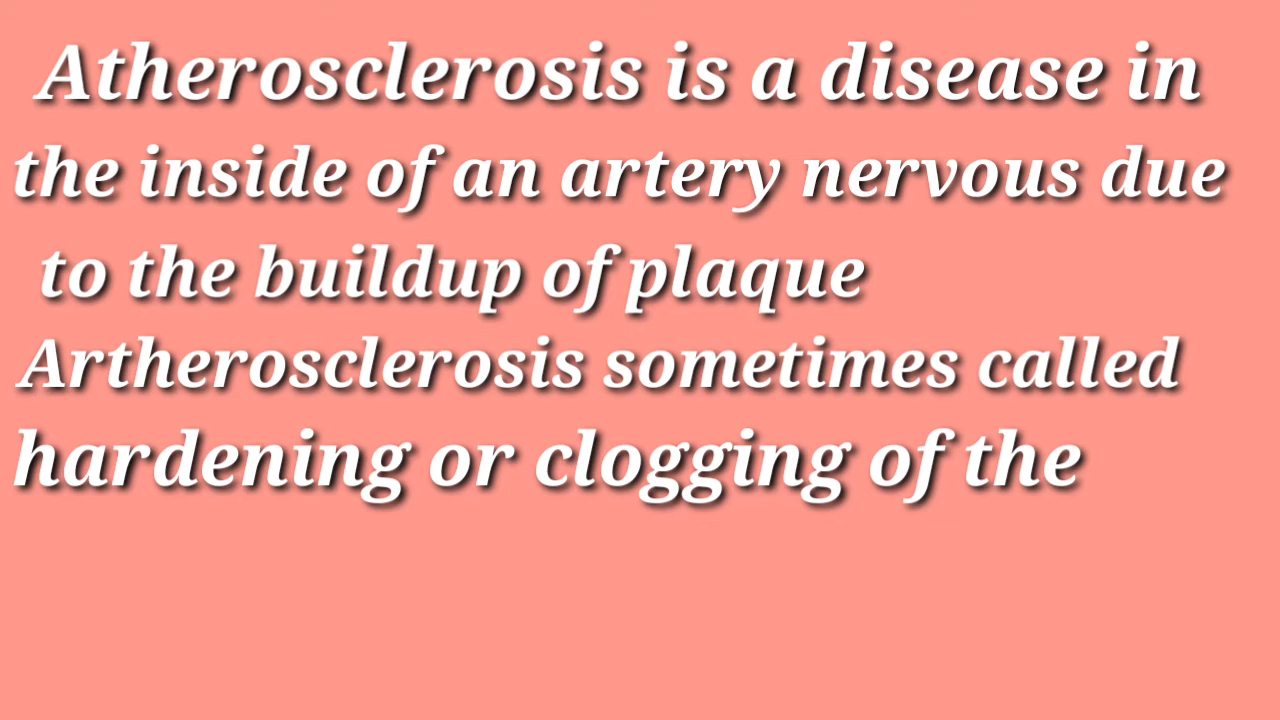 Atherosclerosis is a disease in
the inside of an artery nervous due
to the buildup of plaque
Artherosclerosis sometimes called
hardening or clogging of the